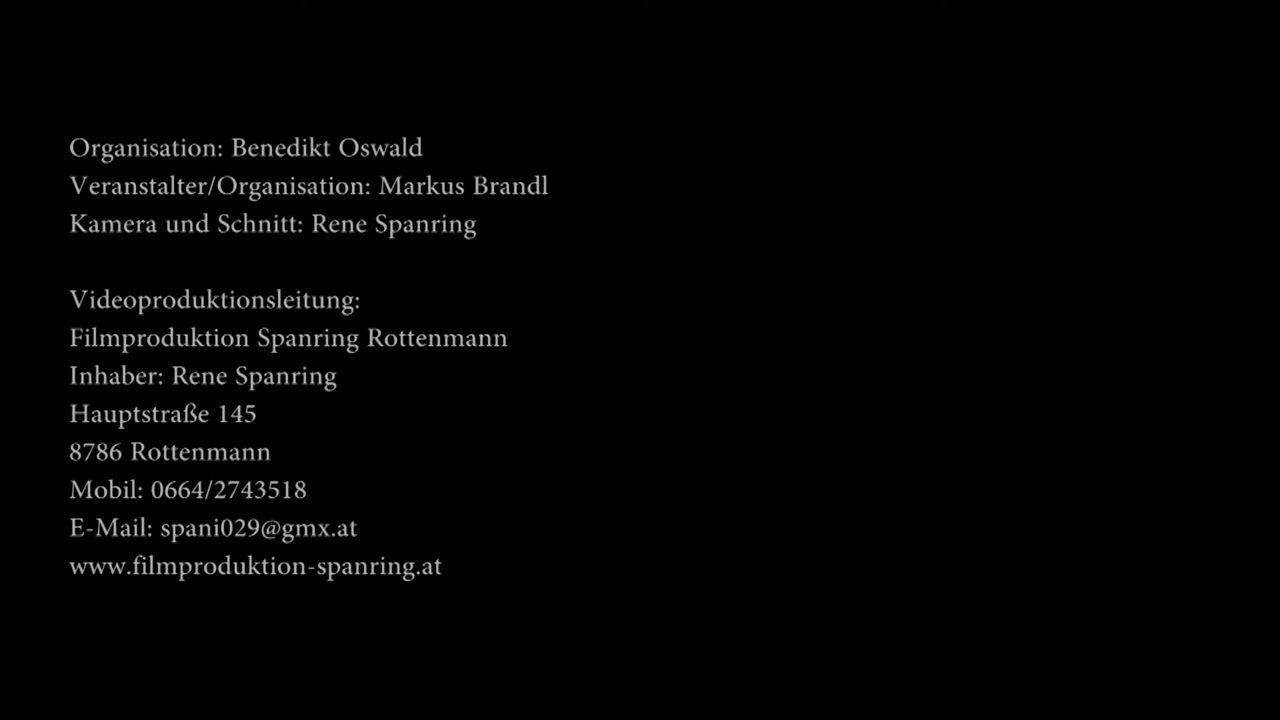 Organisation: Benedikt Oswald
Veranstalter/Organisation: Markus Brandl
Kamera und Schnitt: Rene Spanring
Videoproduktionsleitung:
Filmproduktion Spanring Rottenmann
Inhaber: Rene Spanring
Hauptstraße 145
8786 Rottenmann
Mobil: 0664/2743518
E-Mail: spani029@gmx.at
www.filmproduktion-spanring.at